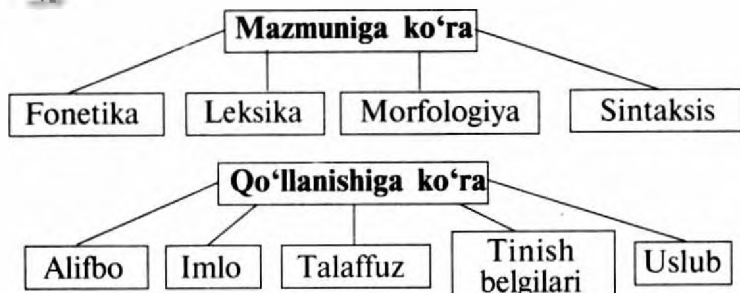 Mazmuniga ko‘ra
Fonetika Leksika Morfologiya Sintaksis
Qo‘llanishiga ko‘ra
Alifbo Imlo Talaffuz Tinish belgilari Uslub